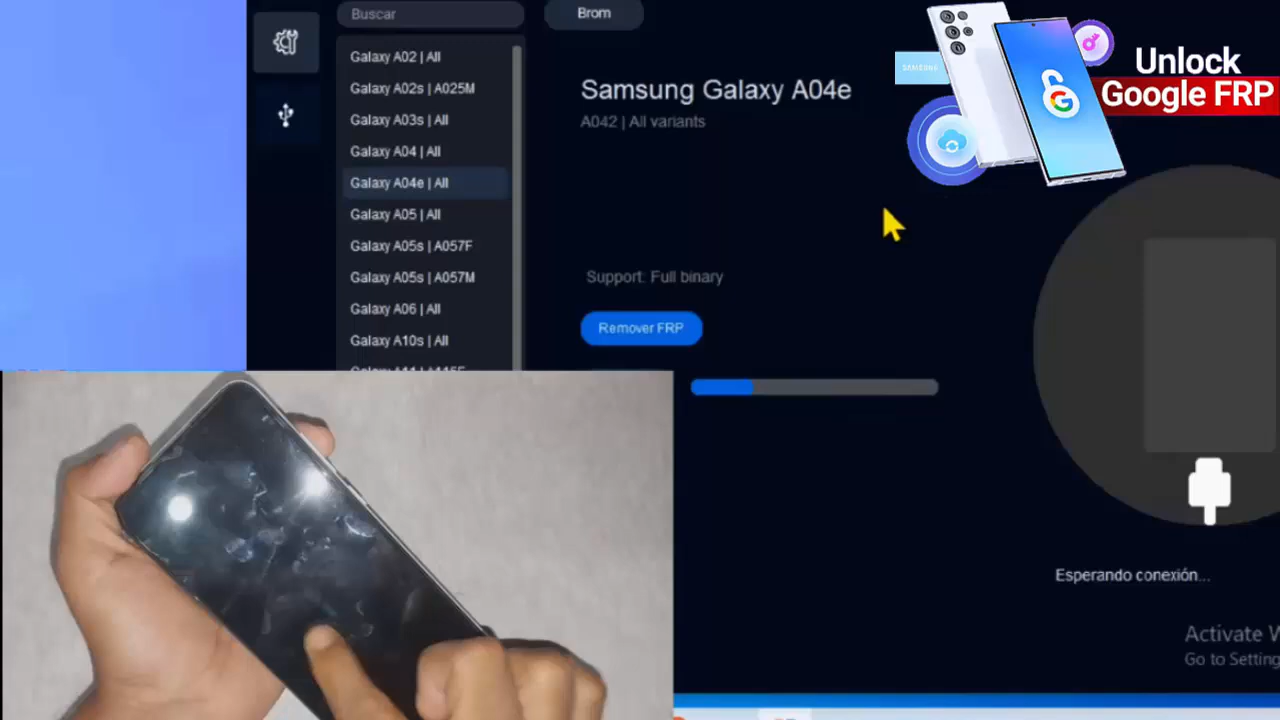 Buscar
Brom
Galaxy A02 | All
Galaxy A02s | A025M
Galaxy A03s | All
Galaxy A04 | All
Galaxy A04e | All
Galaxy A05 | All
Galaxy A05s | A057F
Galaxy A05s | A057M
Galaxy A06 | All
Galaxy A10s | All
Samsung Galaxy A04e
A042 | All variants
Support: Full binary
Remover FRP
SAMSUNG
Unlock
Google FRP
Esperando conexión...
Activate
Go to Setting